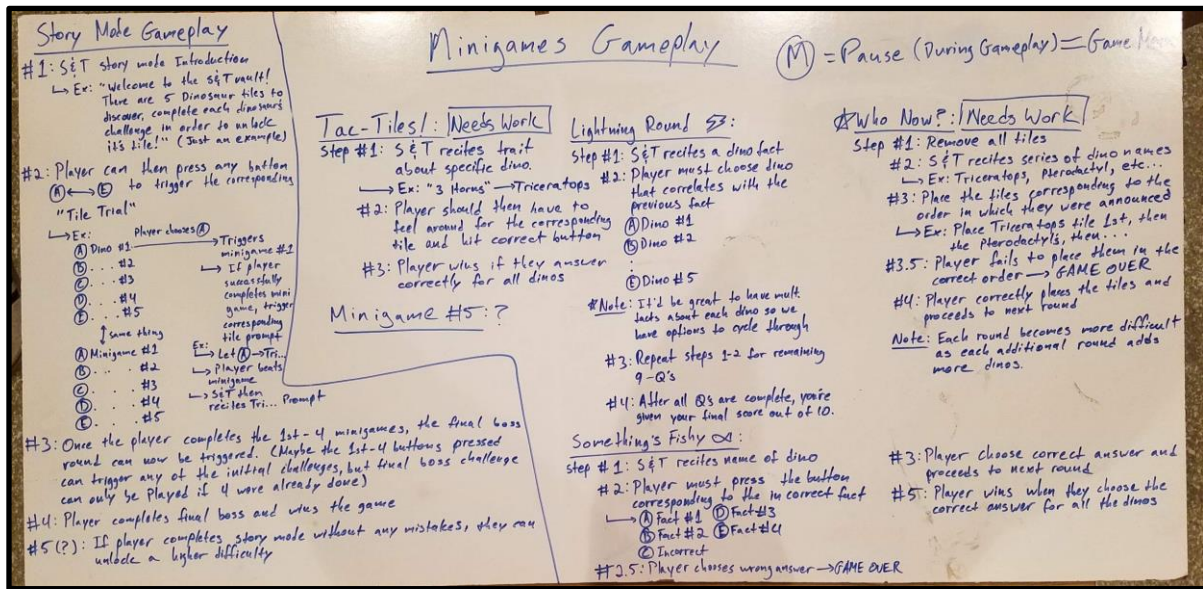 Story Mode Gameplay
#1: S&T story mode Introduction
↳ Ex: "Welcome to the S&T vault!
There are 5 Dinosaur tiles to
discover, complete each dinosaur's
challenge in order to unlock
it's tile!" (Just an example)
#2: Player can then press any button
Ⓐ↔Ⓔ to trigger the corresponding
"Tile Trial"
↳ Ex: Player chooses Ⓐ
Ⓐ Dino #1 → Triggers
minigame #1
Ⓑ . . . #2
Ⓒ . . . #3
Ⓓ . . . #4
Ⓔ . . . #5
↳ If player
successfully
completes mini
game, trigger
corresponding
tile prompt
↕ same thing
Ⓐ Minigame #1
Ⓑ . . . #2
Ⓒ . . . #3
Ⓓ . . . #4
Ⓔ . . . #5
Ex:
↳ Let Ⓐ → Tri...
↳ Player beats
minigame
↳ S&T then
recites Tri... Prompt
#3: Once the player completes the 1st-4 minigames, the final boss
round can now be triggered. (Maybe the 1st-4 buttons pressed
can trigger any of the initial challenges, but final boss challenge
can only be played if 4 were already done)
#4: Player completes final boss and wins the game
#5(?): If player completes story mode without any mistakes, they can
unlock a higher difficulty
Minigames Gameplay
Ⓜ = Pause (During Gameplay) = Game
Tac-Tiles!: Needs Work
Step #1: S&T recites trait
about specific dino.
↳ Ex: "3 Horns" → Triceratops
#2: Player should then have to
feel around for the corresponding
tile and hit correct button
#3: Player wins if they answer
correctly for all dinos
Minigame #5: ?
Lightning Round:
Step #1: S&T recites a dino fact
#2: Player must choose dino
that correlates with the
previous fact
Ⓐ Dino #1
Ⓑ Dino #2
⋮
Ⓔ Dino #5
*Note: It'd be great to have mult.
facts about each dino so we
have options to cycle through
#3: Repeat steps 1-2 for remaining
9-Q's
#4: After all Q's are complete, you're
given your final score out of 10.
Something's Fishy ∝:
Step #1: S&T recites name of dino
#2: Player must press the button
corresponding to the in correct fact
↳ Ⓐ Fact #1 Ⓓ Fact #3
Ⓑ Fact #2 Ⓔ Fact #4
Ⓒ Incorrect
#2.5: Player chooses wrong answer → GAME OVER
#3: Player choose correct answer and
proceeds to next round
#5: Player wins when they choose the
correct answer for all the dinos
☆Who Now?: Needs Work
Step #1: Remove all tiles
#2: S&T recites series of dino names
↳ Ex: Triceratops, Pterodactyl, etc...
#3: Place the tiles corresponding to the
order in which they were announced
↳ Ex: Place Triceratops tile 1st, then
the Pterodactyls, then...
#3.5: Player fails to place them in the
correct order → GAME OVER
#4: Player correctly places the tiles and
proceeds to next round
Note: Each round becomes more difficult
as each additional round adds
more dinos.